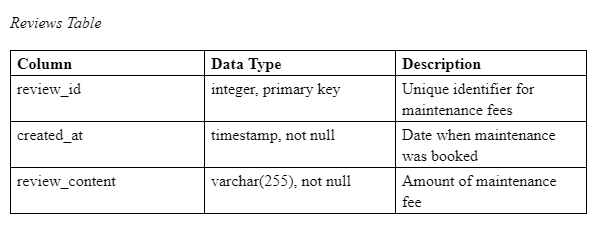 Reviews Table
Column Data Type Description
review_id integer, primary key Unique identifier for
maintenance fees
created_at timestamp, not null Date when maintenance
was booked
review_content varchar(255), not null Amount of maintenance
fee